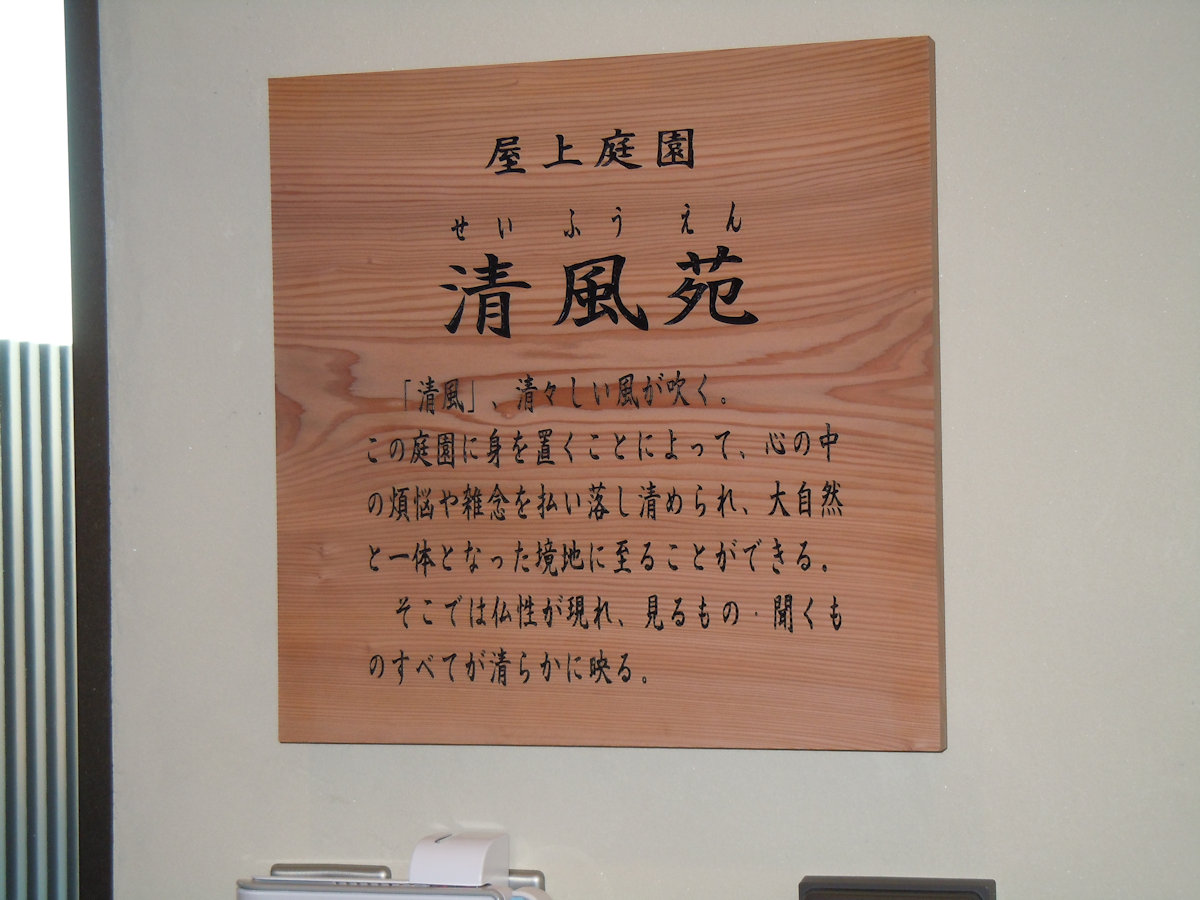 屋上庭園
せいふうえん
清風苑
「清風」、清々しい風が吹く。
この庭園に身を置くことによって、心の中
の煩悩や雑念を払い落し清められ、大自然
と一体となった境地に至ることができる。
そこでは仏性が現れ、見るもの・聞くも
のすべてが清らかに映る。